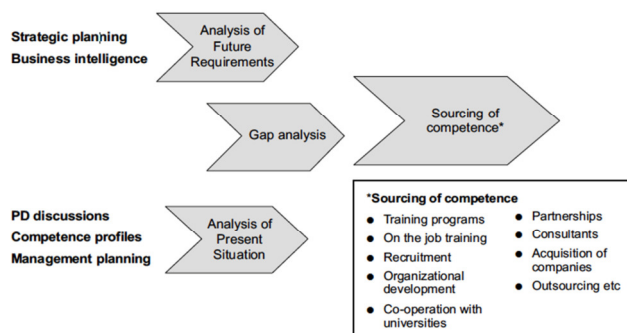 Strategic planning
Business intelligence
Analysis of
Future
Requirements
Gap analysis
Sourcing of
competence*
PD discussions
Competence profiles
Management planning
Analysis of
Present
Situation
*Sourcing of competence
● Training programs
● On the job training
● Recruitment
● Organizational
development
● Co-operation with
universities
● Partnerships
● Consultants
● Acquisition of
companies
● Outsourcing etc